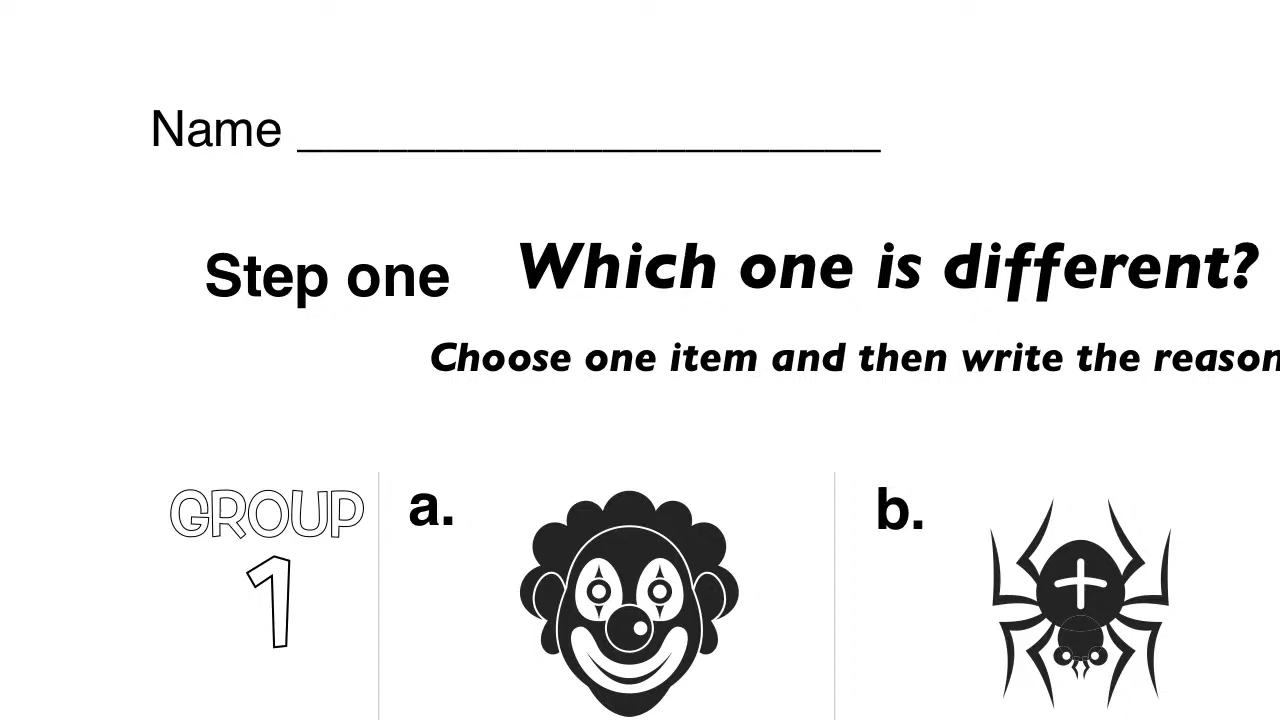 Name ______________________
Step one
Which one is different?
Choose one item and then write the reason
GROUP
1
a.
b.